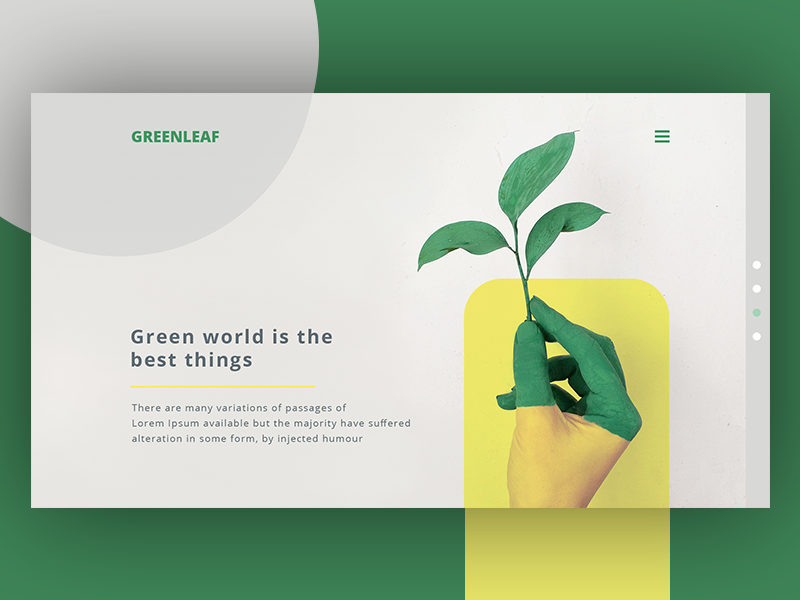 GREENLEAF
Green world is the
best things
There are many variations of passages of
Lorem Ipsum available but the majority have suffered
alteration in some form, by injected humour